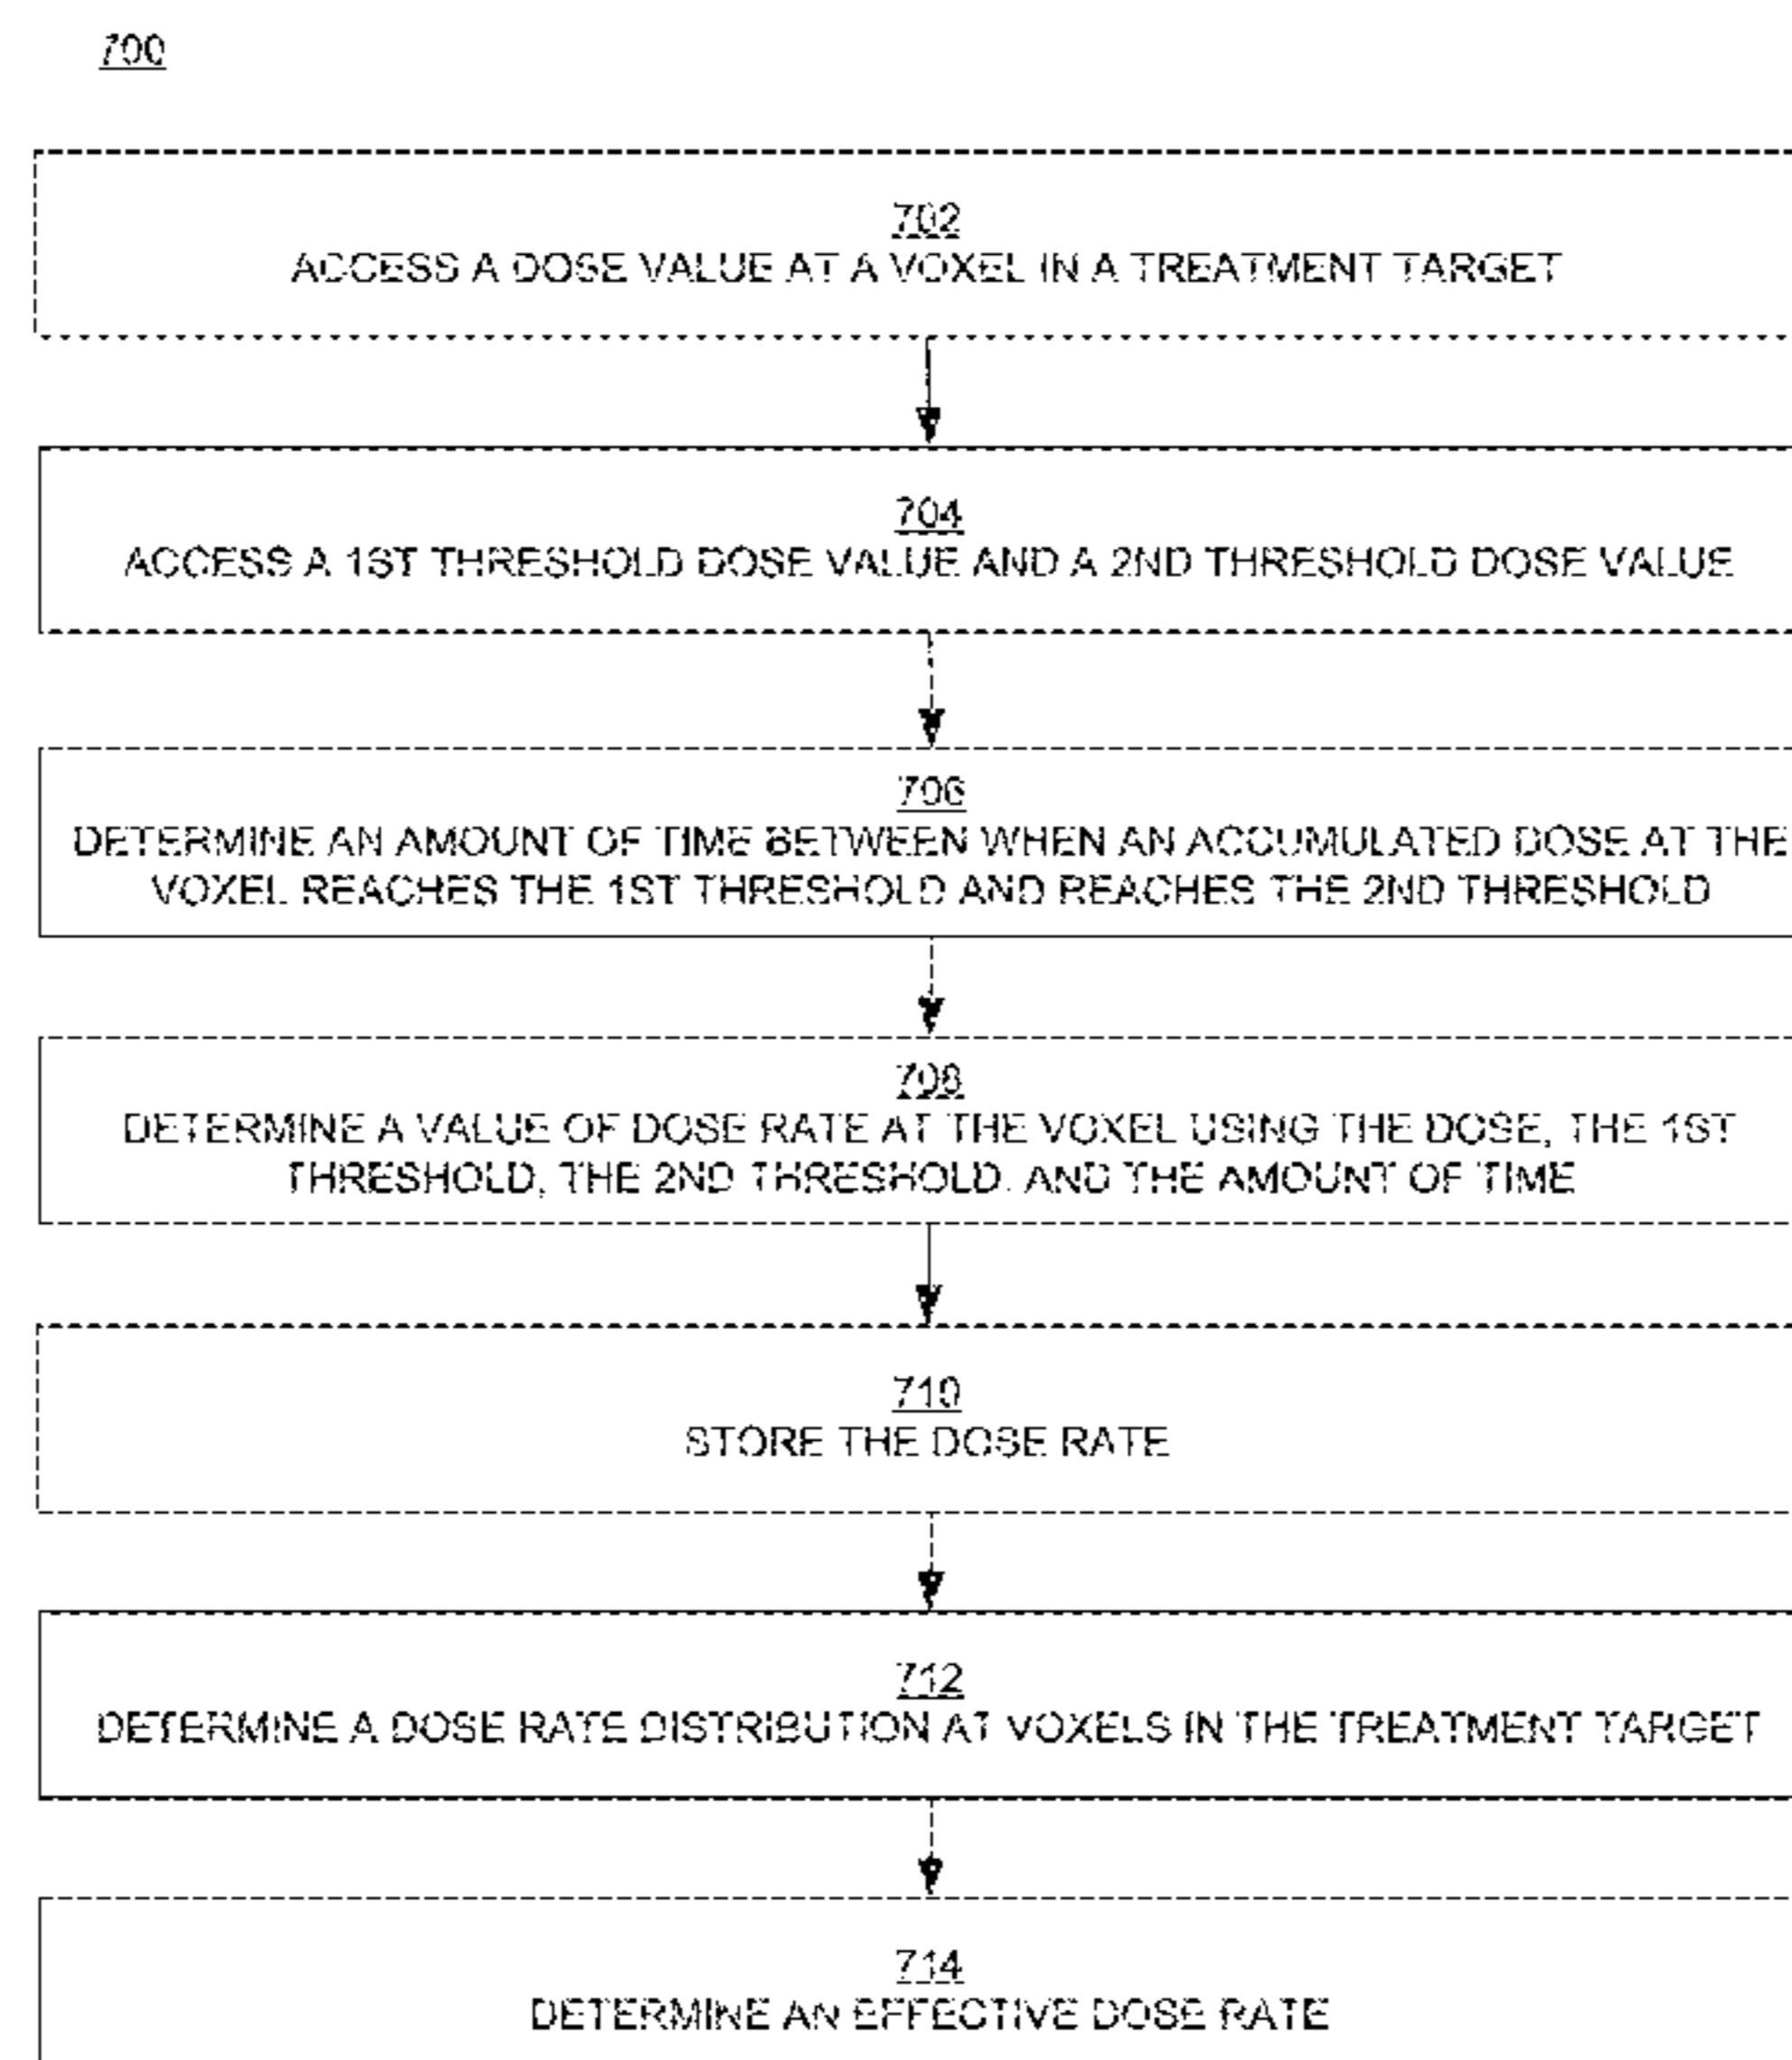 700
702
ACCESS A DOSE VALUE AT A VOXEL IN A TREATMENT TARGET
704
ACCESS A 1ST THRESHOLD DOSE VALUE AND A 2ND THRESHOLD DOSE VALUE
706
DETERMINE AN AMOUNT OF TIME BETWEEN WHEN AN ACCUMULATED DOSE AT THE
VOXEL REACHES THE 1ST THRESHOLD AND REACHES THE 2ND THRESHOLD
708
DETERMINE A VALUE OF DOSE RATE AT THE VOXEL USING THE DOSE, THE 1ST
THRESHOLD, THE 2ND THRESHOLD, AND THE AMOUNT OF TIME
710
STORE THE DOSE RATE
712
DETERMINE A DOSE RATE DISTRIBUTION AT VOXELS IN THE TREATMENT TARGET
714
DETERMINE AN EFFECTIVE DOSE RATE